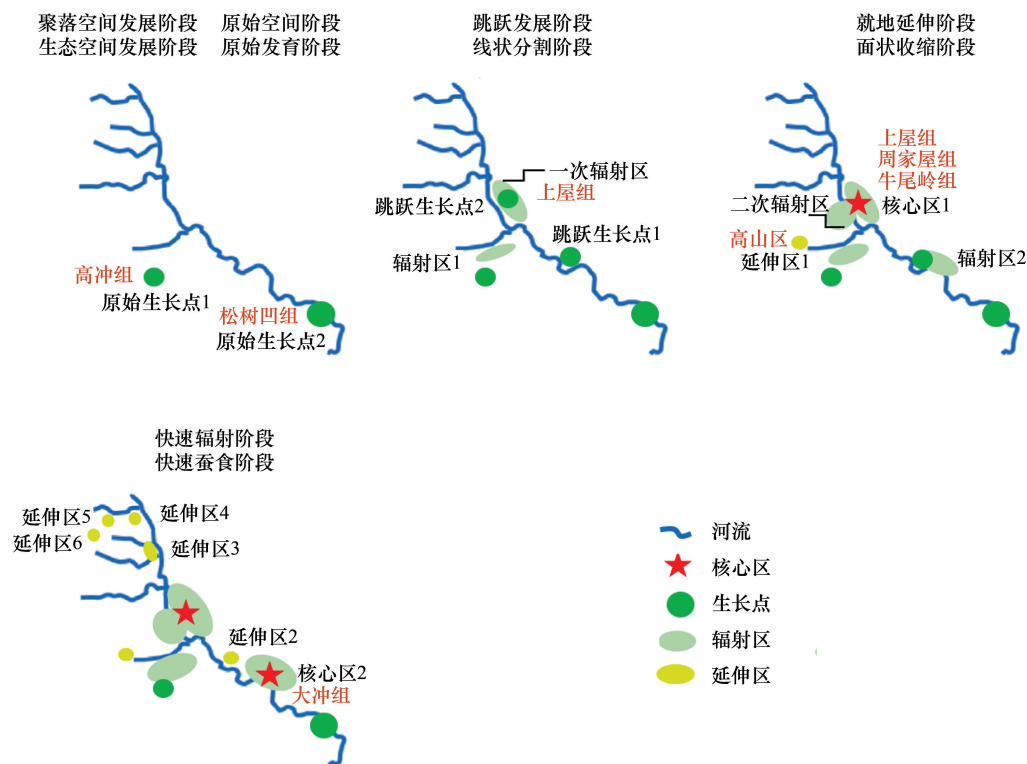 聚落空间发展阶段 原始空间阶段
生态空间发展阶段 原始发育阶段
高冲组
原始生长点1
松树凹组
原始生长点2
跳跃发展阶段
线状分割阶段
一次辐射区
上屋组
跳跃生长点2
跳跃生长点1
辐射区1
就地延伸阶段
面状收缩阶段
上屋组
周家屋组
牛尾岭组
二次辐射区
核心区1
高山区
延伸区1
辐射区2
快速辐射阶段
快速蚕食阶段
延伸区5
延伸区4
延伸区6
延伸区3
延伸区2
核心区2
大冲组
河流
核心区
生长点
辐射区
延伸区